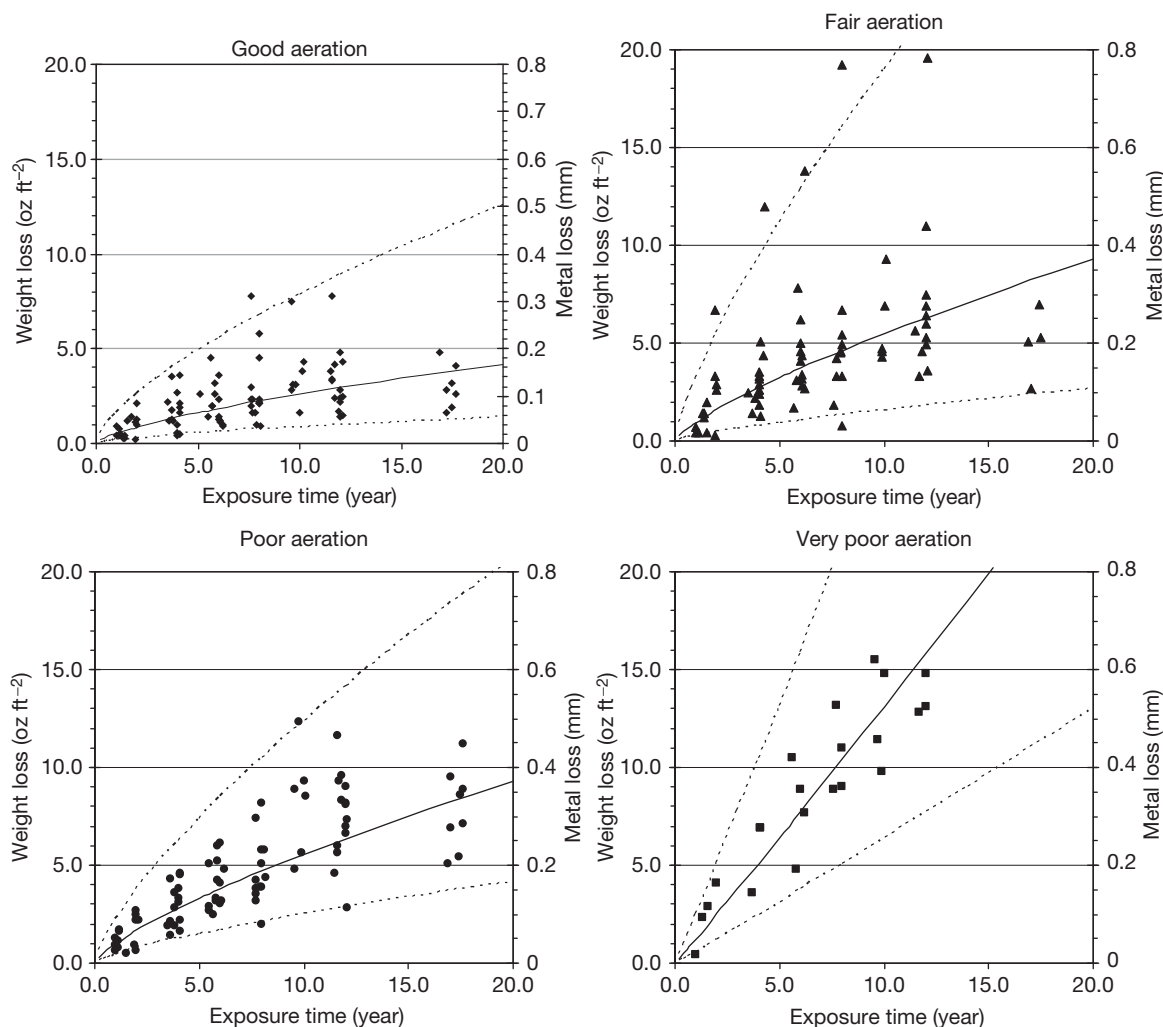 Good aeration
Weight loss (oz ft⁻²)
20.0
15.0
10.0
5.0
0.0
0.0 5.0 10.0 15.0 20.0
Exposure time (year)
0.8
0.7
0.6
0.5
0.4
0.3
0.2
0.1
0
Metal loss (mm)
Fair aeration
Weight loss (oz ft⁻²)
20.0
15.0
10.0
5.0
0.0
0.0 5.0 10.0 15.0 20.0
Exposure time (year)
0.8
0.6
0.4
0.2
0
Metal loss (mm)
Poor aeration
Weight loss (oz ft⁻²)
20.0
15.0
10.0
5.0
0.0
0.0 5.0 10.0 15.0 20.0
Exposure time (year)
0.8
0.6
0.4
0.2
0
Metal loss (mm)
Very poor aeration
Weight loss (oz ft⁻²)
20.0
15.0
10.0
5.0
0.0
0.0 5.0 10.0 15.0 20.0
Exposure time (year)
0.8
0.6
0.4
0.2
0
Metal loss (mm)